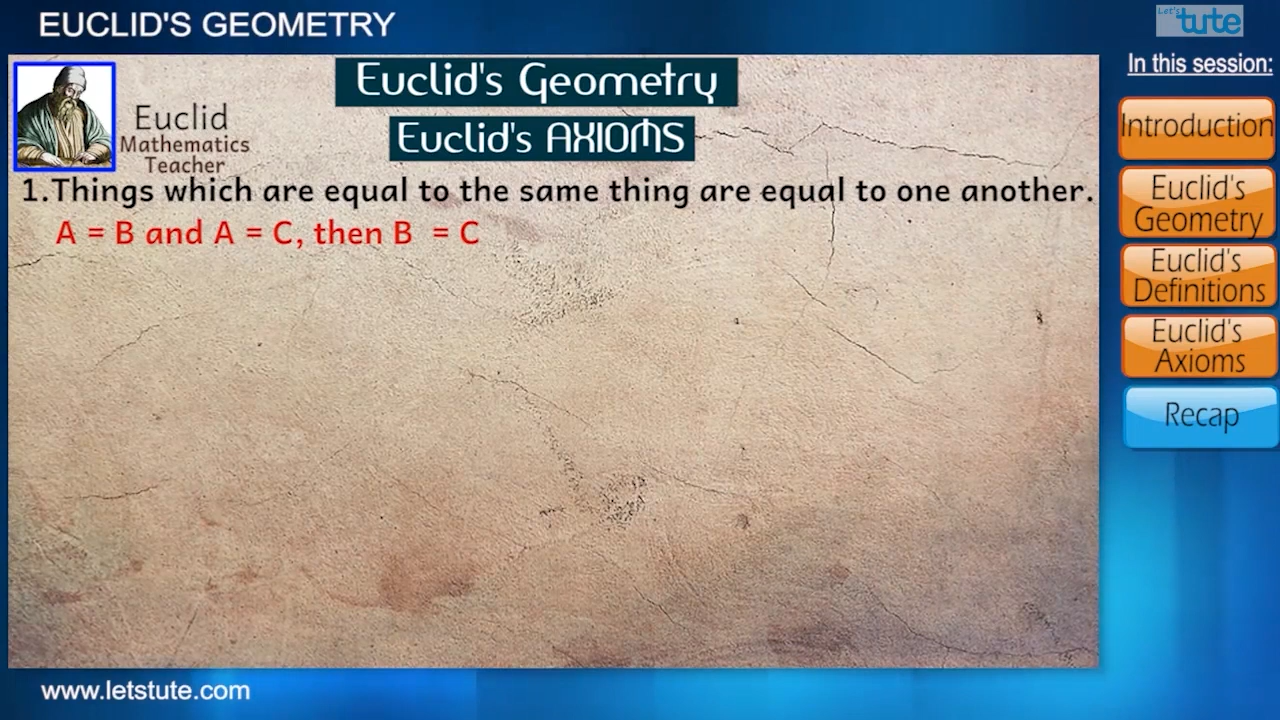 EUCLID'S GEOMETRY
Let's
tute
In this session:
Euclid's Geometry
Euclid's AXIOMS
Euclid
Mathematics
Teacher
1.Things which are equal to the same thing are equal to one another.
A = B and A = C, then B = C
Introduction
Euclid's
Geometry
Euclid's
Definitions
Euclid's
Axioms
Recap
www.letstute.com